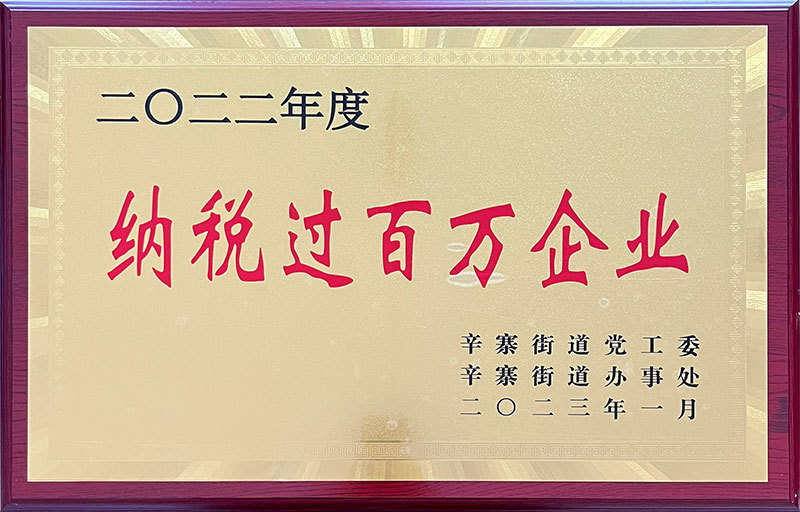 二〇二二年度
纳税过百万企业
辛寨街道党工委
辛寨街道办事处
二〇二三年一月